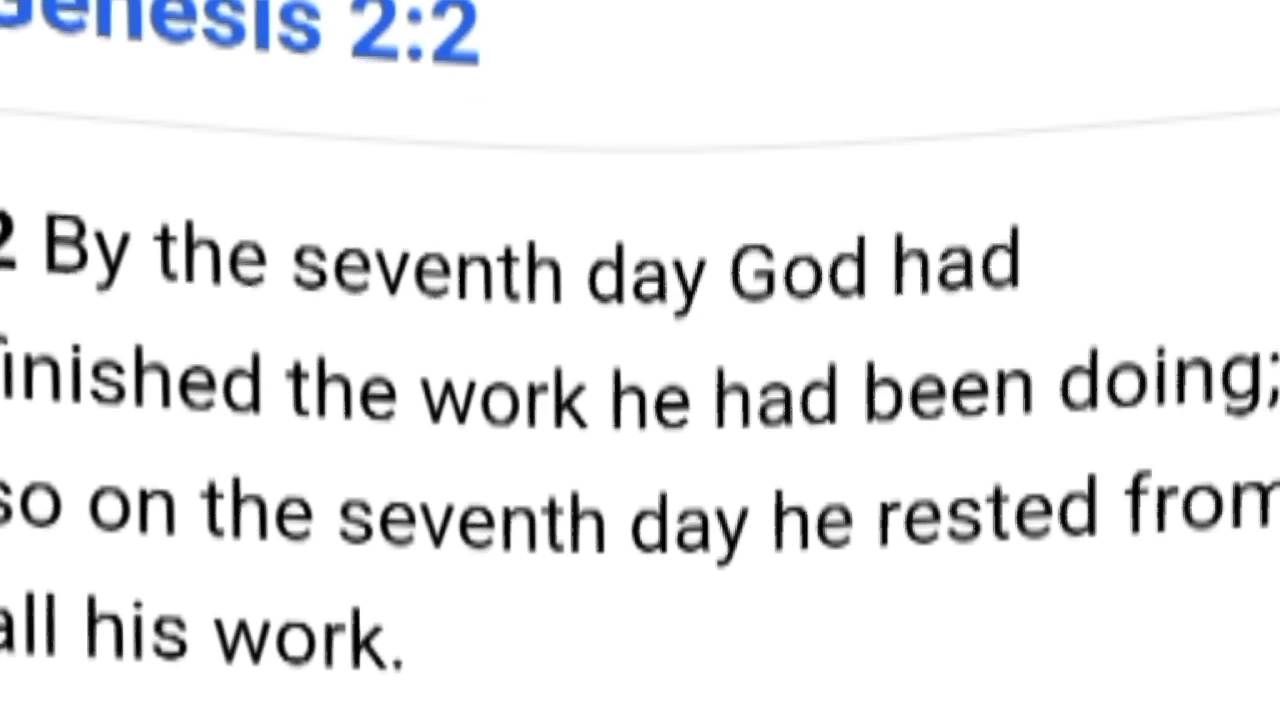 Genesis 2:2
2 By the seventh day God had
finished the work he had been doing;
so on the seventh day he rested from
all his work.